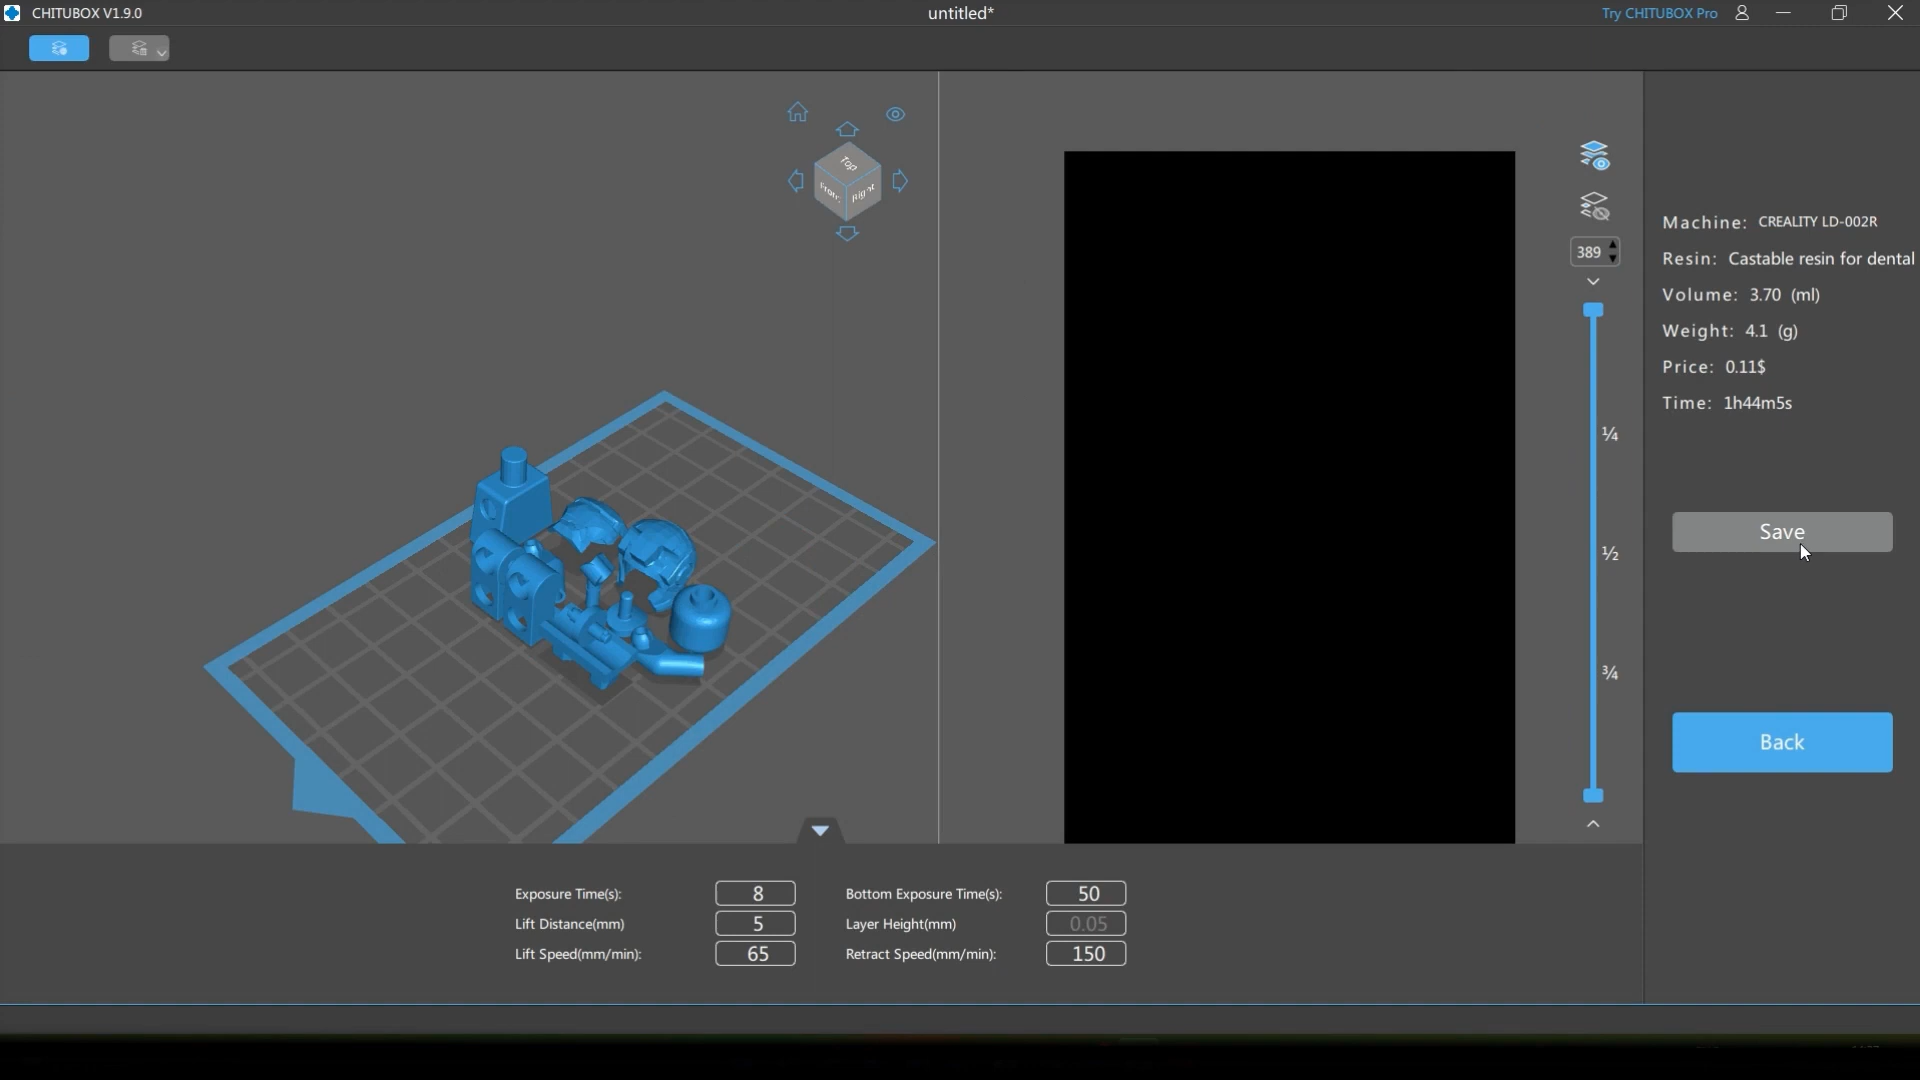 CHITUBOX V1.9.0
untitled*
Try CHITUBOX Pro
Top
Front
Right
389
¼
½
¾
Machine: CREALITY LD-002R
Resin: Castable resin for dental
Volume: 3.70 (ml)
Weight: 4.1 (g)
Price: 0.11$
Time: 1h44m5s
Save
Back
Exposure Time(s): 8
Bottom Exposure Time(s): 50
Lift Distance(mm) 5
Layer Height(mm) 0.05
Lift Speed(mm/min): 65
Retract Speed(mm/min): 150